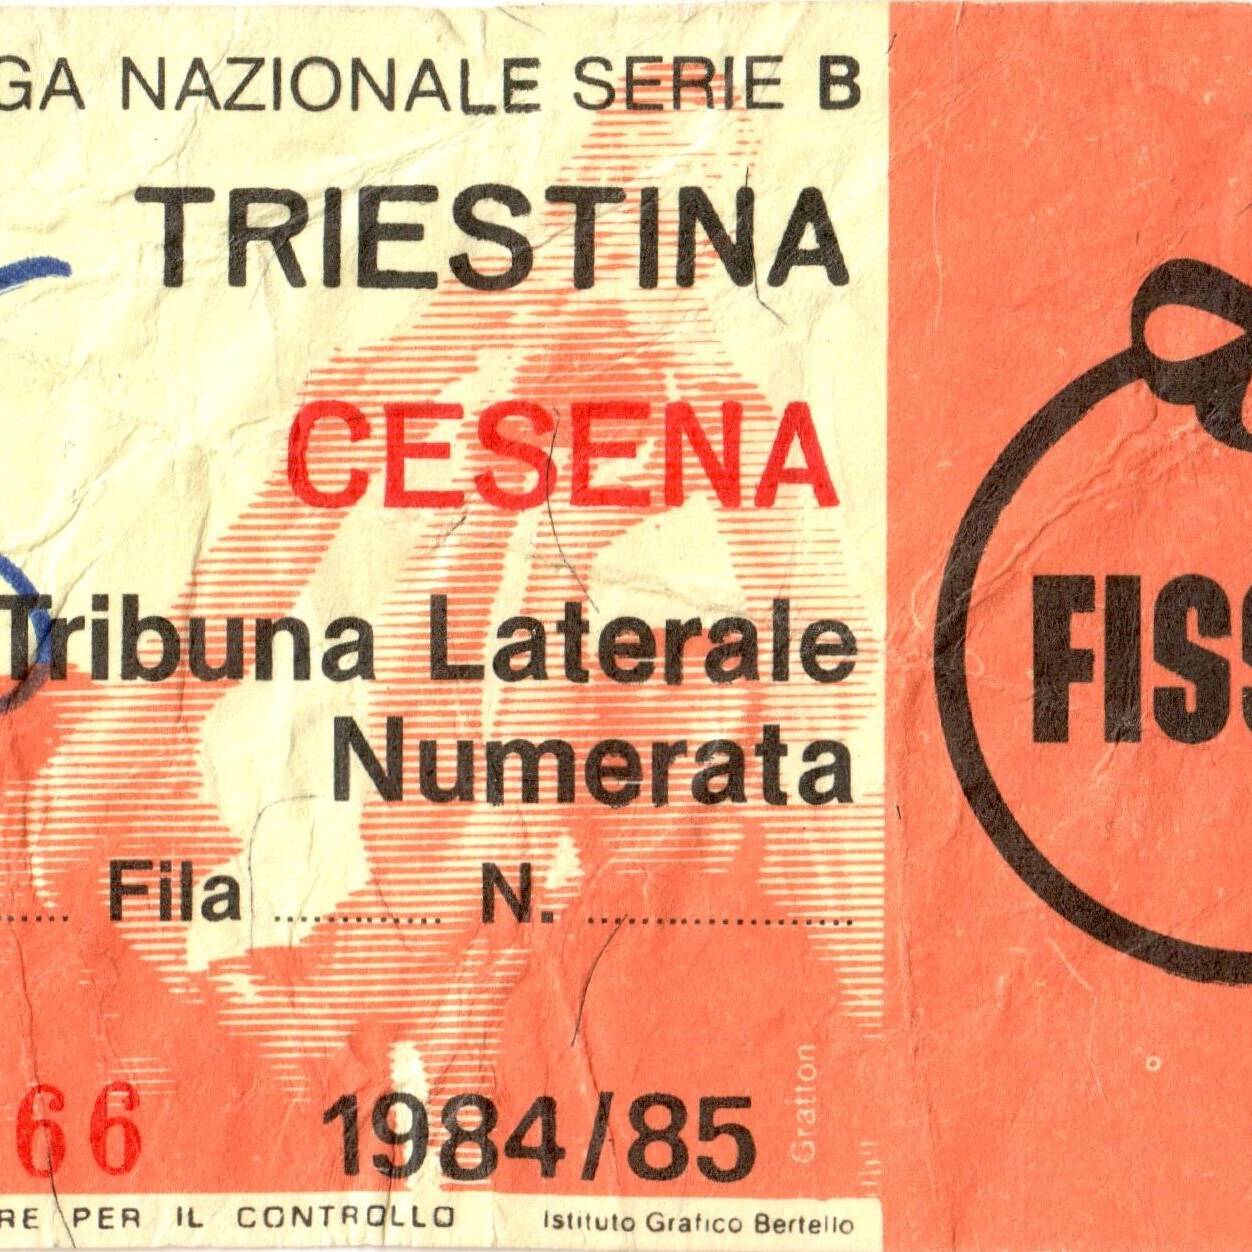 GA NAZIONALE SERIE B
TRIESTINA
CESENA
Tribuna Laterale
Numerata
Fila .......... N. ..................
66
1984/85
Gratton
RE PER IL CONTROLLO
Istituto Grafico Bertello
FISS